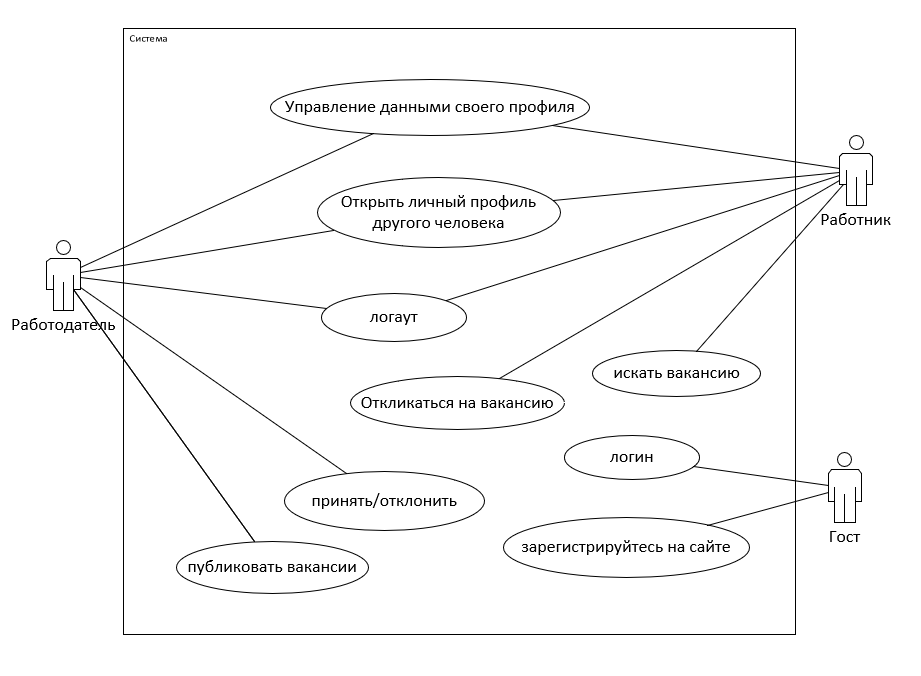 Система
Управление данными своего профиля
Открыть личный профиль
другого человека
Работник
Работодатель
логаут
искать вакансию
Откликаться на вакансию
логин
принять/отклонить
Гост
зарегистрируйтесь на сайте
публиковать вакансии